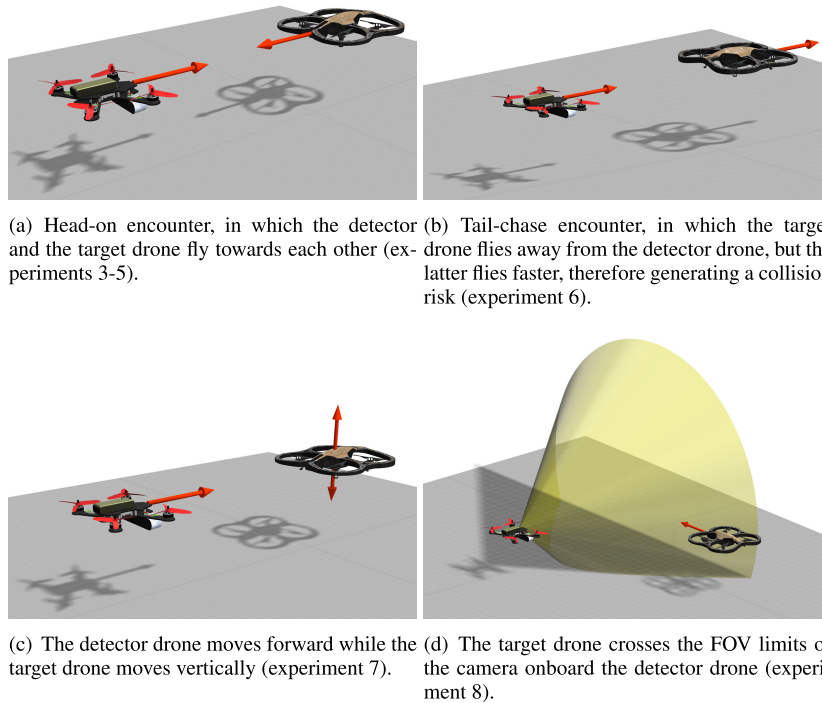 (a) Head-on encounter, in which the detector
and the target drone fly towards each other (ex-
periments 3-5).
(b) Tail-chase encounter, in which the targe
drone flies away from the detector drone, but th
latter flies faster, therefore generating a collisio
risk (experiment 6).
(c) The detector drone moves forward while the
target drone moves vertically (experiment 7).
(d) The target drone crosses the FOV limits o
the camera onboard the detector drone (experi
ment 8).